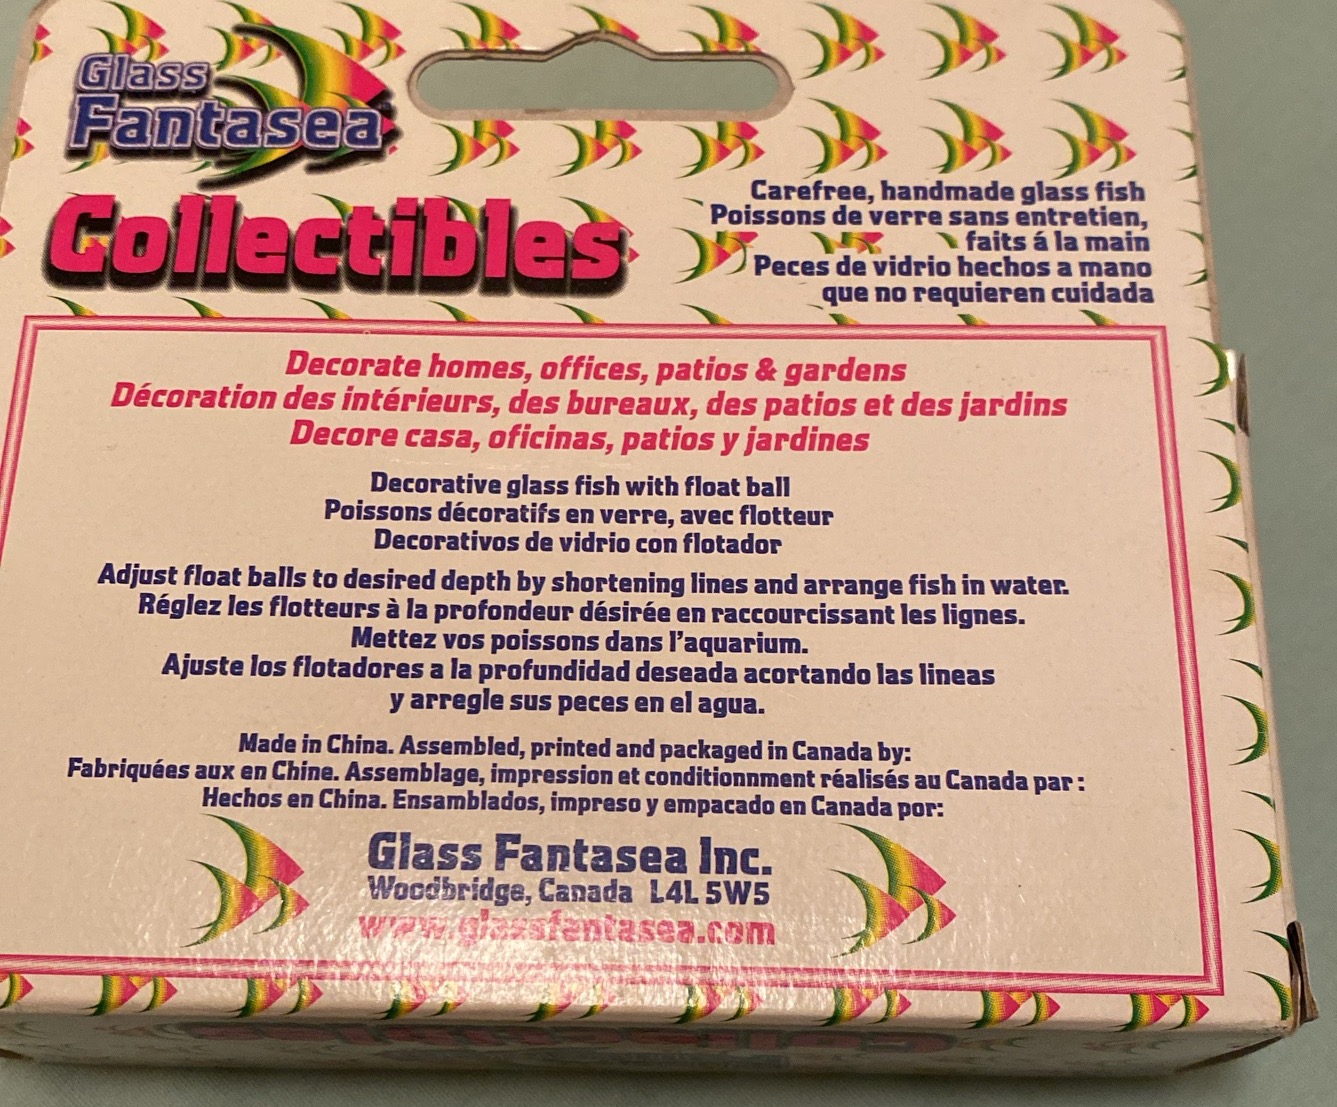 Glass
Fantasea
Collectibles
Carefree, handmade glass fish
Poissons de verre sans entretien,
faits á la main
Peces de vidrio hechos a mano
que no requieren cuidada
Decorate homes, offices, patios & gardens
Décoration des intérieurs, des bureaux, des patios et des jardins
Decore casa, oficinas, patios y jardines
Decorative glass fish with float ball
Poissons décoratifs en verre, avec flotteur
Decorativos de vidrio con flotador
Adjust float balls to desired depth by shortening lines and arrange fish in water.
Réglez les flotteurs à la profondeur désirée en raccourcissant les lignes.
Mettez vos poissons dans l'aquarium.
Ajuste los flotadores a la profundidad deseada acortando las lineas
y arregle sus peces en el agua.
Made in China. Assembled, printed and packaged in Canada by:
Fabriquées aux en Chine. Assemblage, impression et conditionnment réalisés au Canada par :
Hechos en China. Ensamblados, impreso y empacado en Canada por:
Glass Fantasea Inc.
Woodbridge, Canada L4L 5W5
www.glassfantasea.com
Collectibles